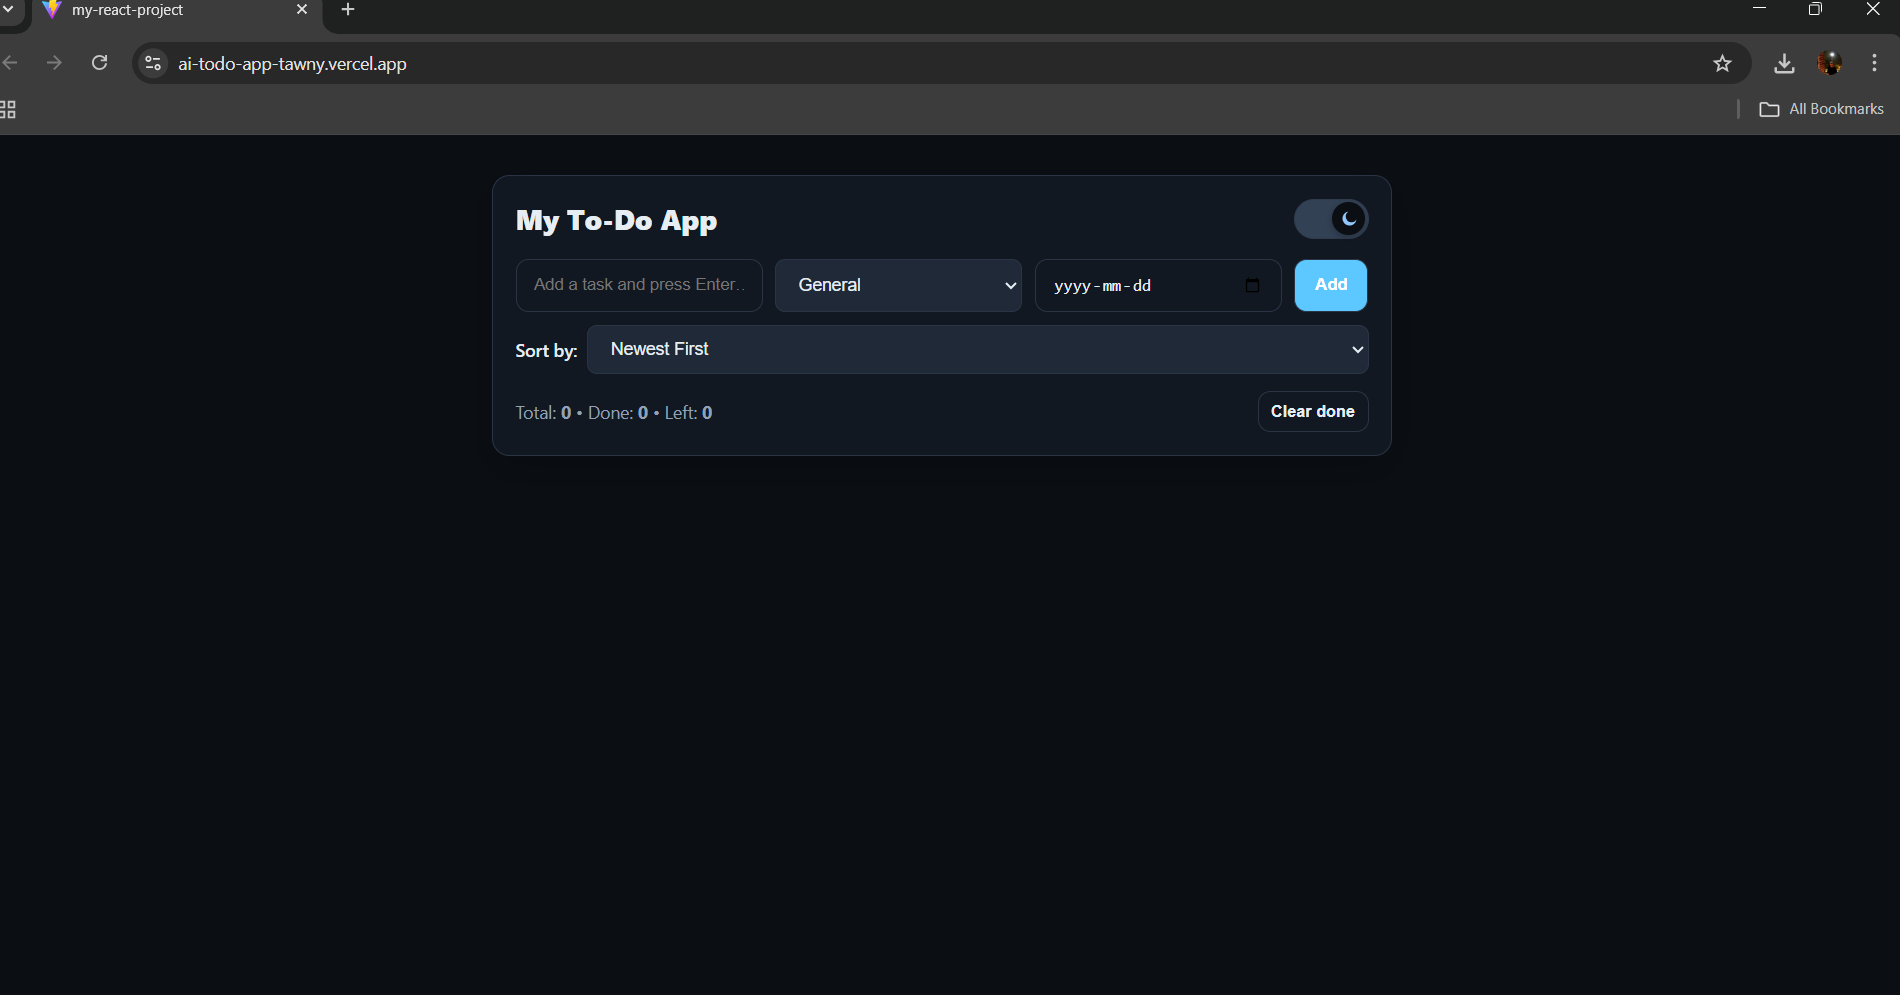 my-react-project
ai-todo-app-tawny.vercel.app
All Bookmarks
My To-Do App
Add a task and press Enter..
General
yyyy-mm-dd
Add
Sort by:
Newest First
Total: 0 • Done: 0 • Left: 0
Clear done